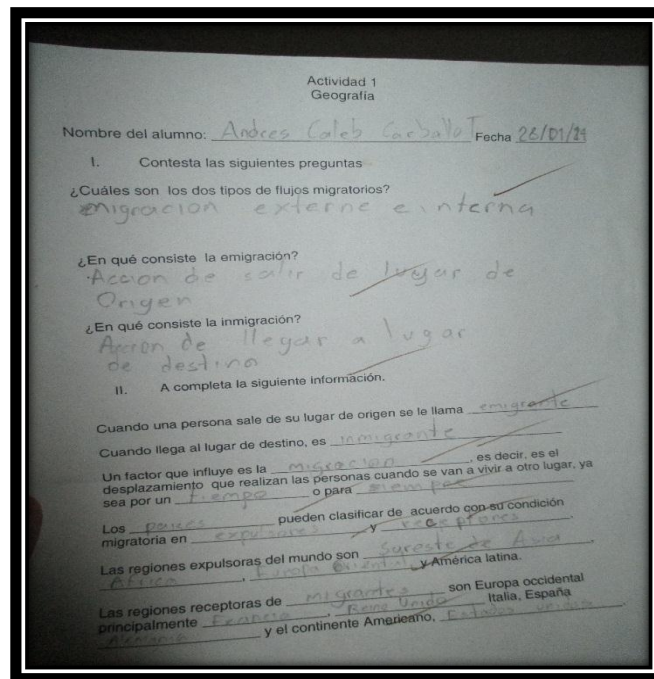 Actividad 1
Geografía
Nombre del alumno: Andres Caleb Carballo T Fecha 26/01/21
I. Contesta las siguientes preguntas
¿Cuáles son los dos tipos de flujos migratorios?
migracion externe e interna
¿En qué consiste la emigración?
Accion de salir de lugar de
Origen
¿En qué consiste la inmigración?
Accion de llegar a lugar
de destino
II. A completa la siguiente información.
Cuando una persona sale de su lugar de origen se le llama emigrante
Cuando llega al lugar de destino, es inmigrante
Un factor que influye es la migracion, es decir, es el
desplazamiento que realizan las personas cuando se van a vivir a otro lugar, ya
sea por un tiempo o para siempre
Los paices pueden clasificar de acuerdo con su condición
migratoria en expulsores y receptores.
Las regiones expulsoras del mundo son Sureste de Asia,
Africa, Europa Oriental y América latina.
Las regiones receptoras de migrantes son Europa occidental
principalmente Francia, Reino Unido Italia, España
Alemania y el continente Americano, Estados unidos.